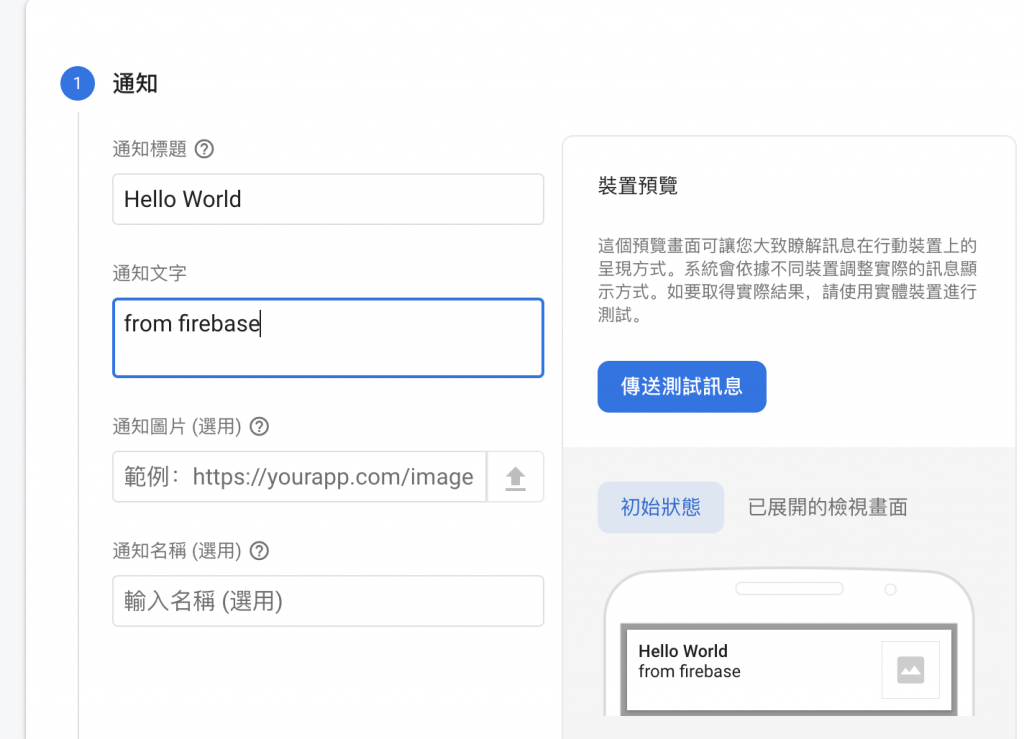 1 通知
通知標題
Hello World
通知文字
from firebase
通知圖片 (選用)
範例：https://yourapp.com/image
通知名稱 (選用)
輸入名稱 (選用)
裝置預覽
這個預覽畫面可讓您大致瞭解訊息在行動裝置上的
呈現方式。系統會依據不同裝置調整實際的訊息顯
示方式。如要取得實際結果，請使用實體裝置進行
測試。
傳送測試訊息
初始狀態 已展開的檢視畫面
Hello World
from firebase